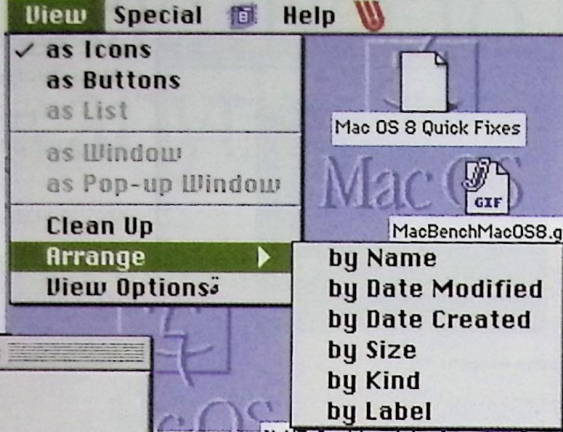 View Special Help
as Icons
as Buttons
as List
as Window
as Pop-up Window
Clean Up
Arrange
View Options
Mac OS 8 Quick Fixes
Mac OS
GIF
MacBenchMacOS8.g
by Name
by Date Modified
by Date Created
by Size
by Kind
by Label
OS